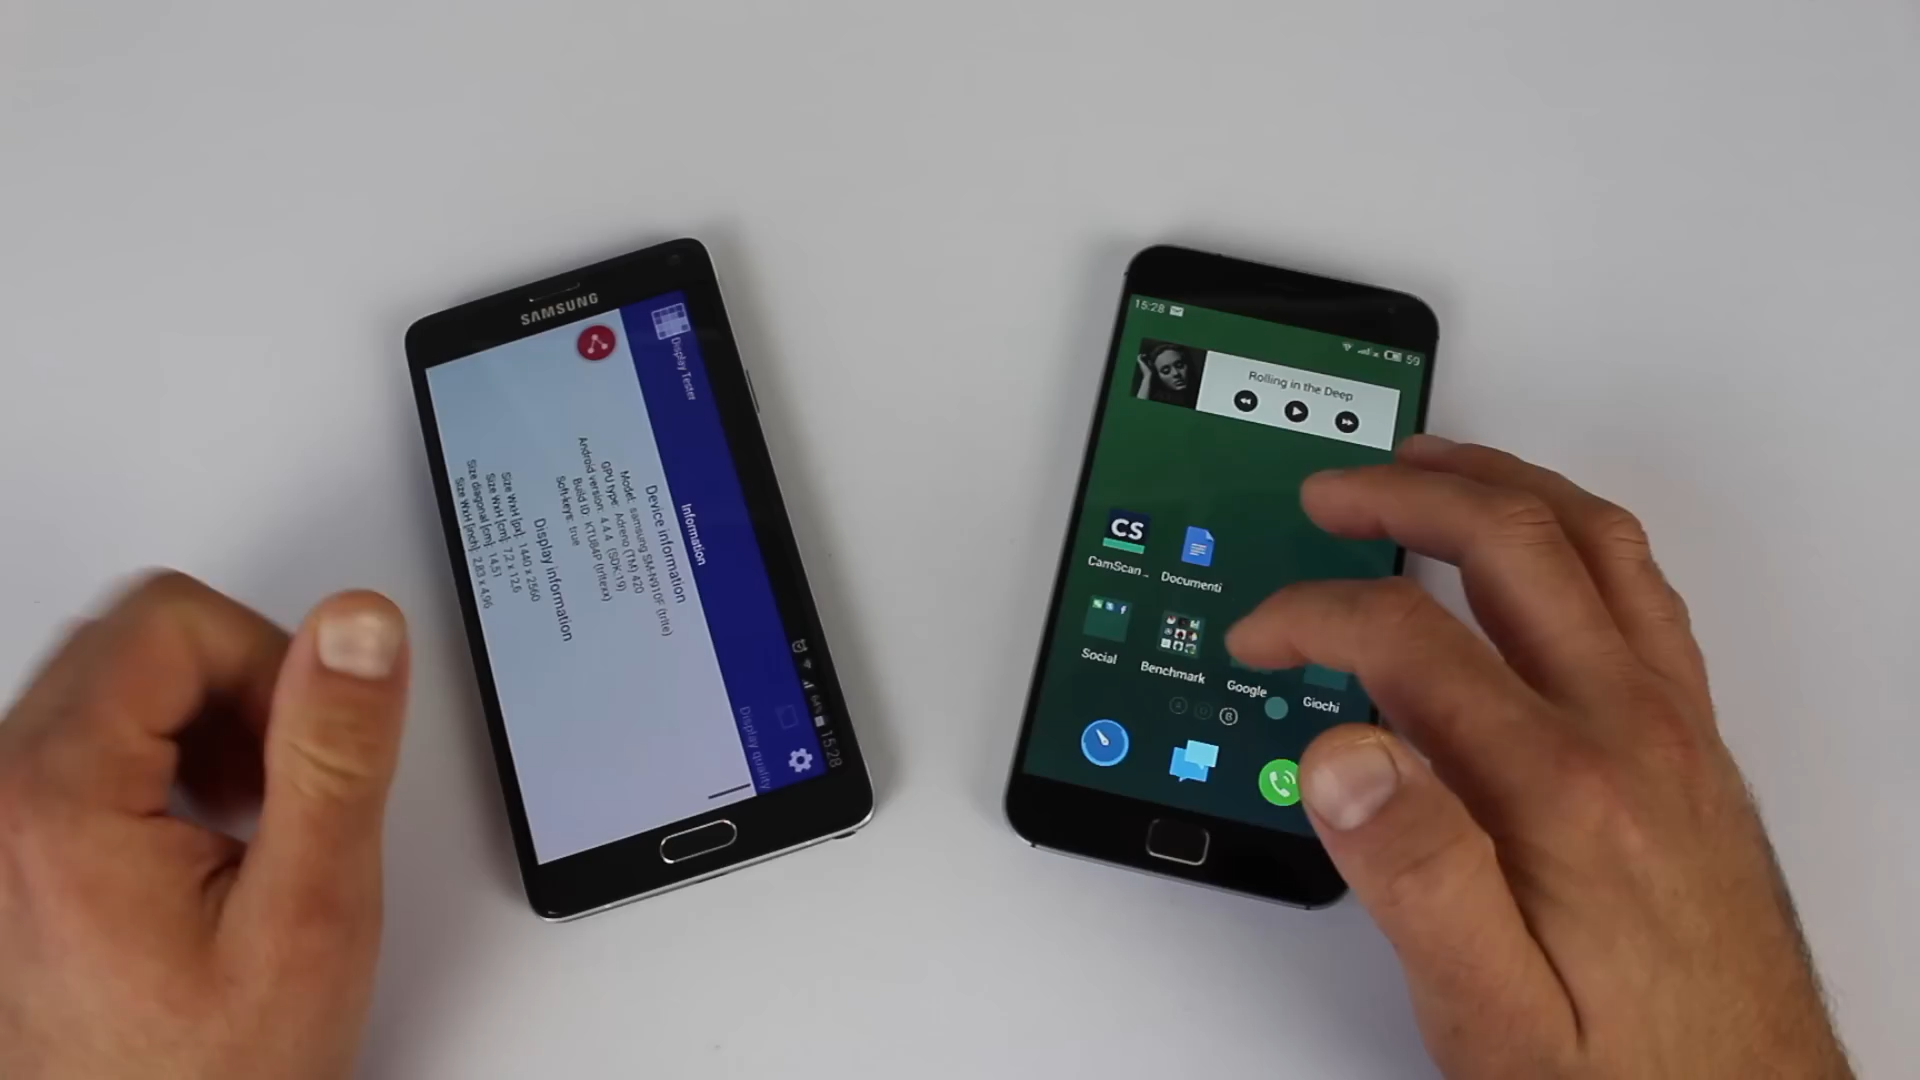 SAMSUNG
Display Tester
Information
Display quality
64% 15:28
Device information
Model: samsung SM-N910F (trlte)
GPU type: Adreno (TM) 420
Android version: 4.4.4 (SDK-19)
Build ID: KTU84P (trltexx)
Soft-keys: true
Display information
Size WxH [px]: 1440 x 2560
Size WxH [cm]: 7,2 x 12,6
Size diagonal [cm]: 14,51
Size WxH [inch]: 2,83 x 4,96
15:28
59
Rolling in the Deep
CS
CamScan...
Documenti
Social
Benchmark
Google
Giochi